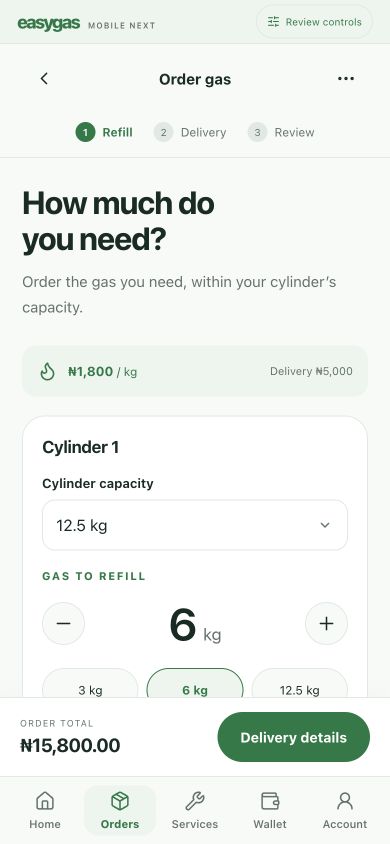 easygas MOBILE NEXT
Review controls
Order gas
1 Refill
2 Delivery
3 Review
How much do
you need?
Order the gas you need, within your cylinder’s
capacity.
₦1,800 / kg
Delivery ₦5,000
Cylinder 1
Cylinder capacity
12.5 kg
GAS TO REFILL
6 kg
3 kg
6 kg
12.5 kg
ORDER TOTAL
₦15,800.00
Delivery details
Home
Orders
Services
Wallet
Account